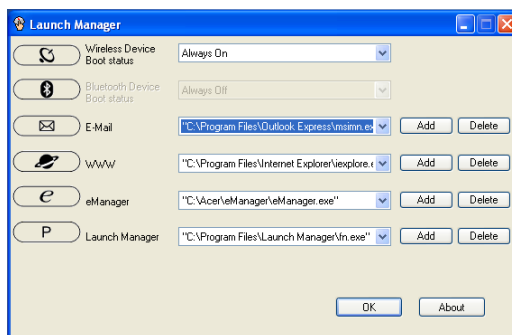 Launch Manager
Wireless Device
Boot status
Always On
Bluetooth Device
Boot status
Always Off
E-Mail
"C:\Program Files\Outlook Express\msimn.ex
Add
Delete
WWW
"C:\Program Files\Internet Explorer\iexplore.e
Add
Delete
e
eManager
"C:\Acer\eManager\eManager.exe"
Add
Delete
P
Launch Manager
"C:\Program Files\Launch Manager\fn.exe"
Add
Delete
OK
About